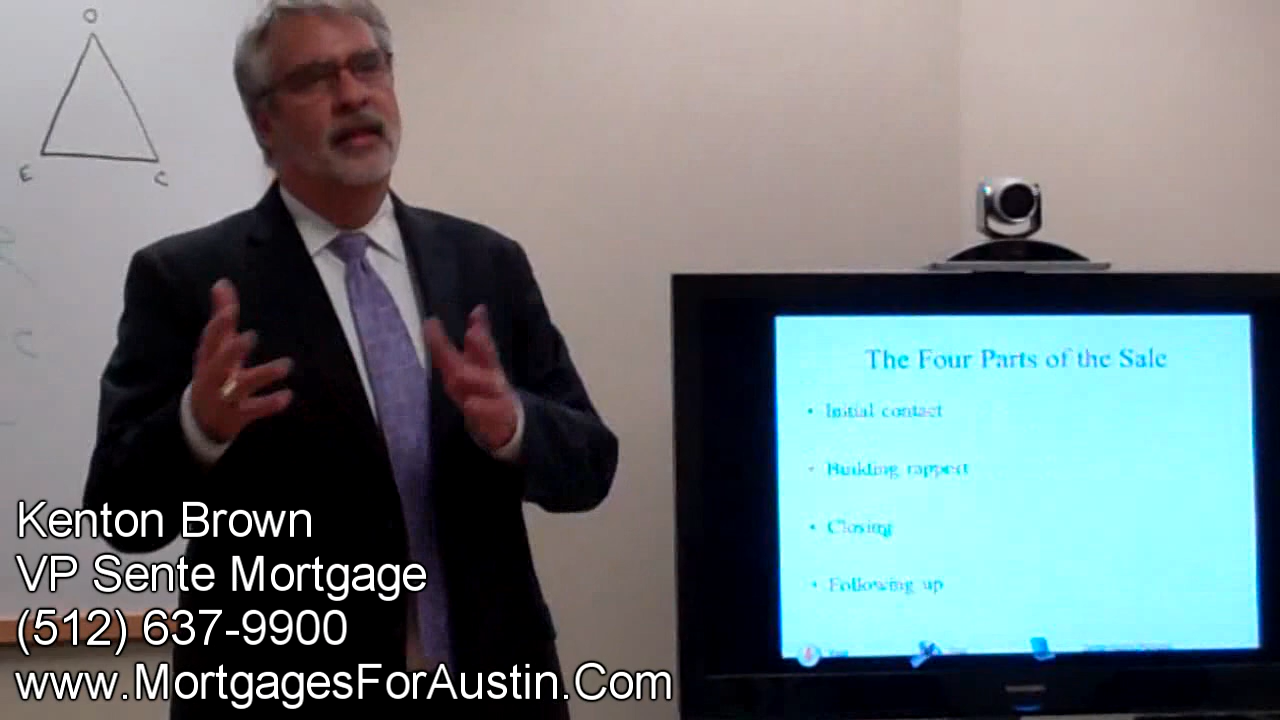 O
E
C
The Four Parts of the Sale
• Initial contact
• Building rapport
• Closing
• Following up
Kenton Brown
VP Sente Mortgage
(512) 637-9900
www.MortgagesForAustin.Com